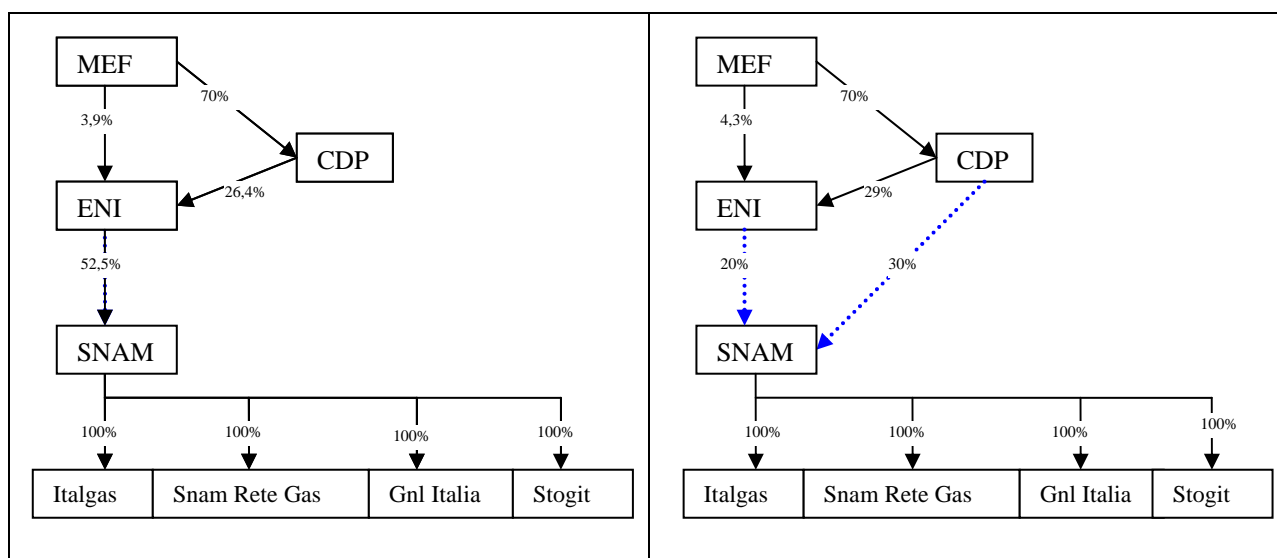 MEF
70%
3,9%
CDP
26,4%
ENI
52,5%
SNAM
100%
100%
100%
100%
Italgas
Snam Rete Gas
Gnl Italia
Stogit
MEF
70%
4,3%
CDP
29%
ENI
20%
30%
SNAM
100%
100%
100%
100%
Italgas
Snam Rete Gas
Gnl Italia
Stogit